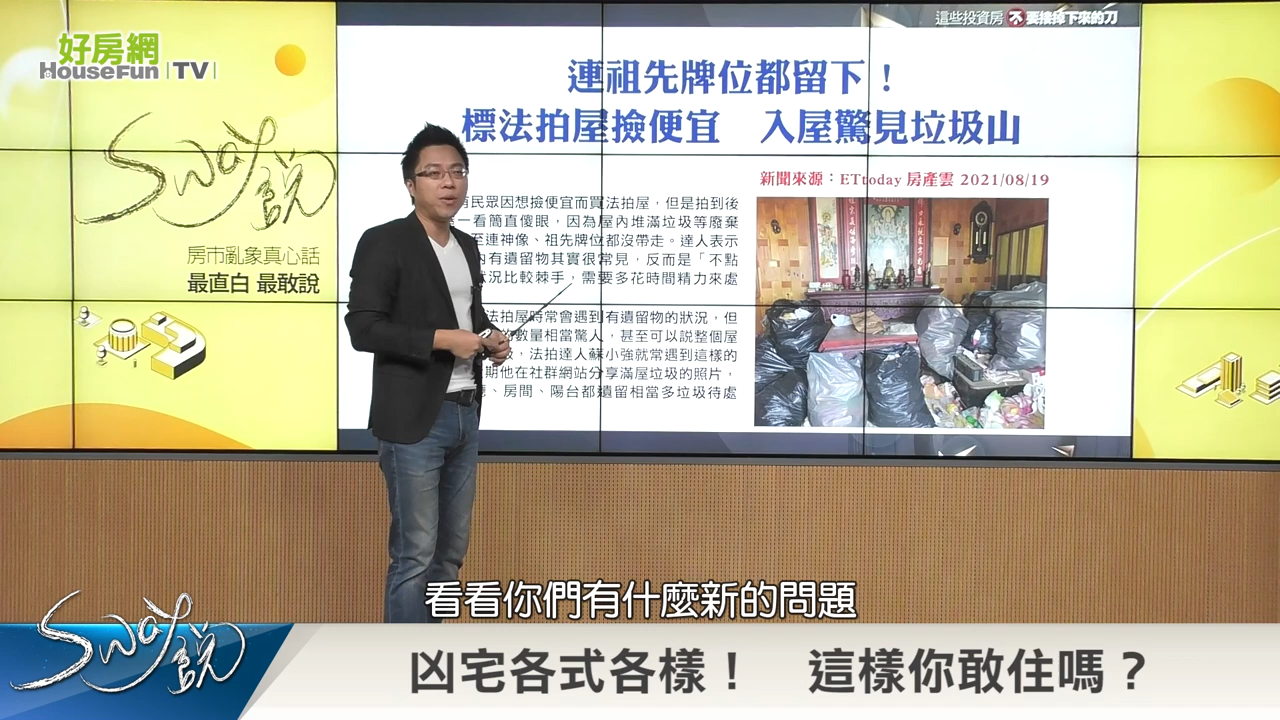 好房網
HouseFun TV
這些投資房 不要接掉下來的刀
連祖先牌位都留下！
標法拍屋撿便宜 入屋驚見垃圾山
新聞來源：ETtoday 房產雲 2021/08/19
Sway說
房市亂象真心話
最直白 最敢說
民眾因想撿便宜而買法拍屋，但是拍到後
一看簡直傻眼，因為屋內堆滿垃圾等廢棄
至連神像、祖先牌位都沒帶走。達人表示
內有遺留物其實很常見，反而是「不點
狀況比較棘手，需要多花時間精力來處
法拍屋時常會遇到有遺留物的狀況，但
的數量相當驚人，甚至可以說整個屋
，法拍達人蘇小強就常遇到這樣的
期他在社群網站分享滿屋垃圾的照片，
、房間、陽台都遺留相當多垃圾待處
看看你們有什麼新的問題
Sway說
凶宅各式各樣！ 這樣你敢住嗎？